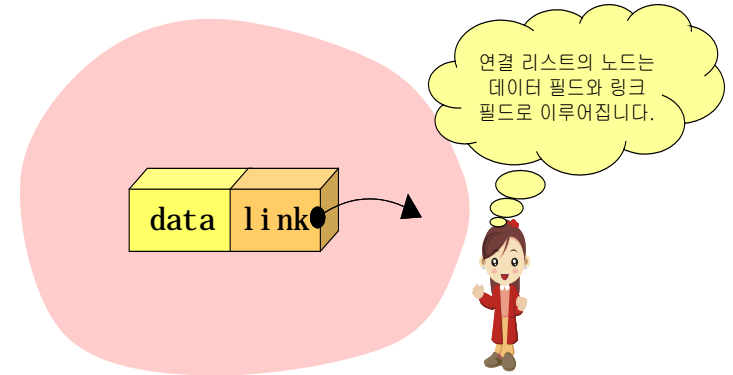 연결 리스트의 노드는
데이터 필드와 링크
필드로 이루어집니다.
data link